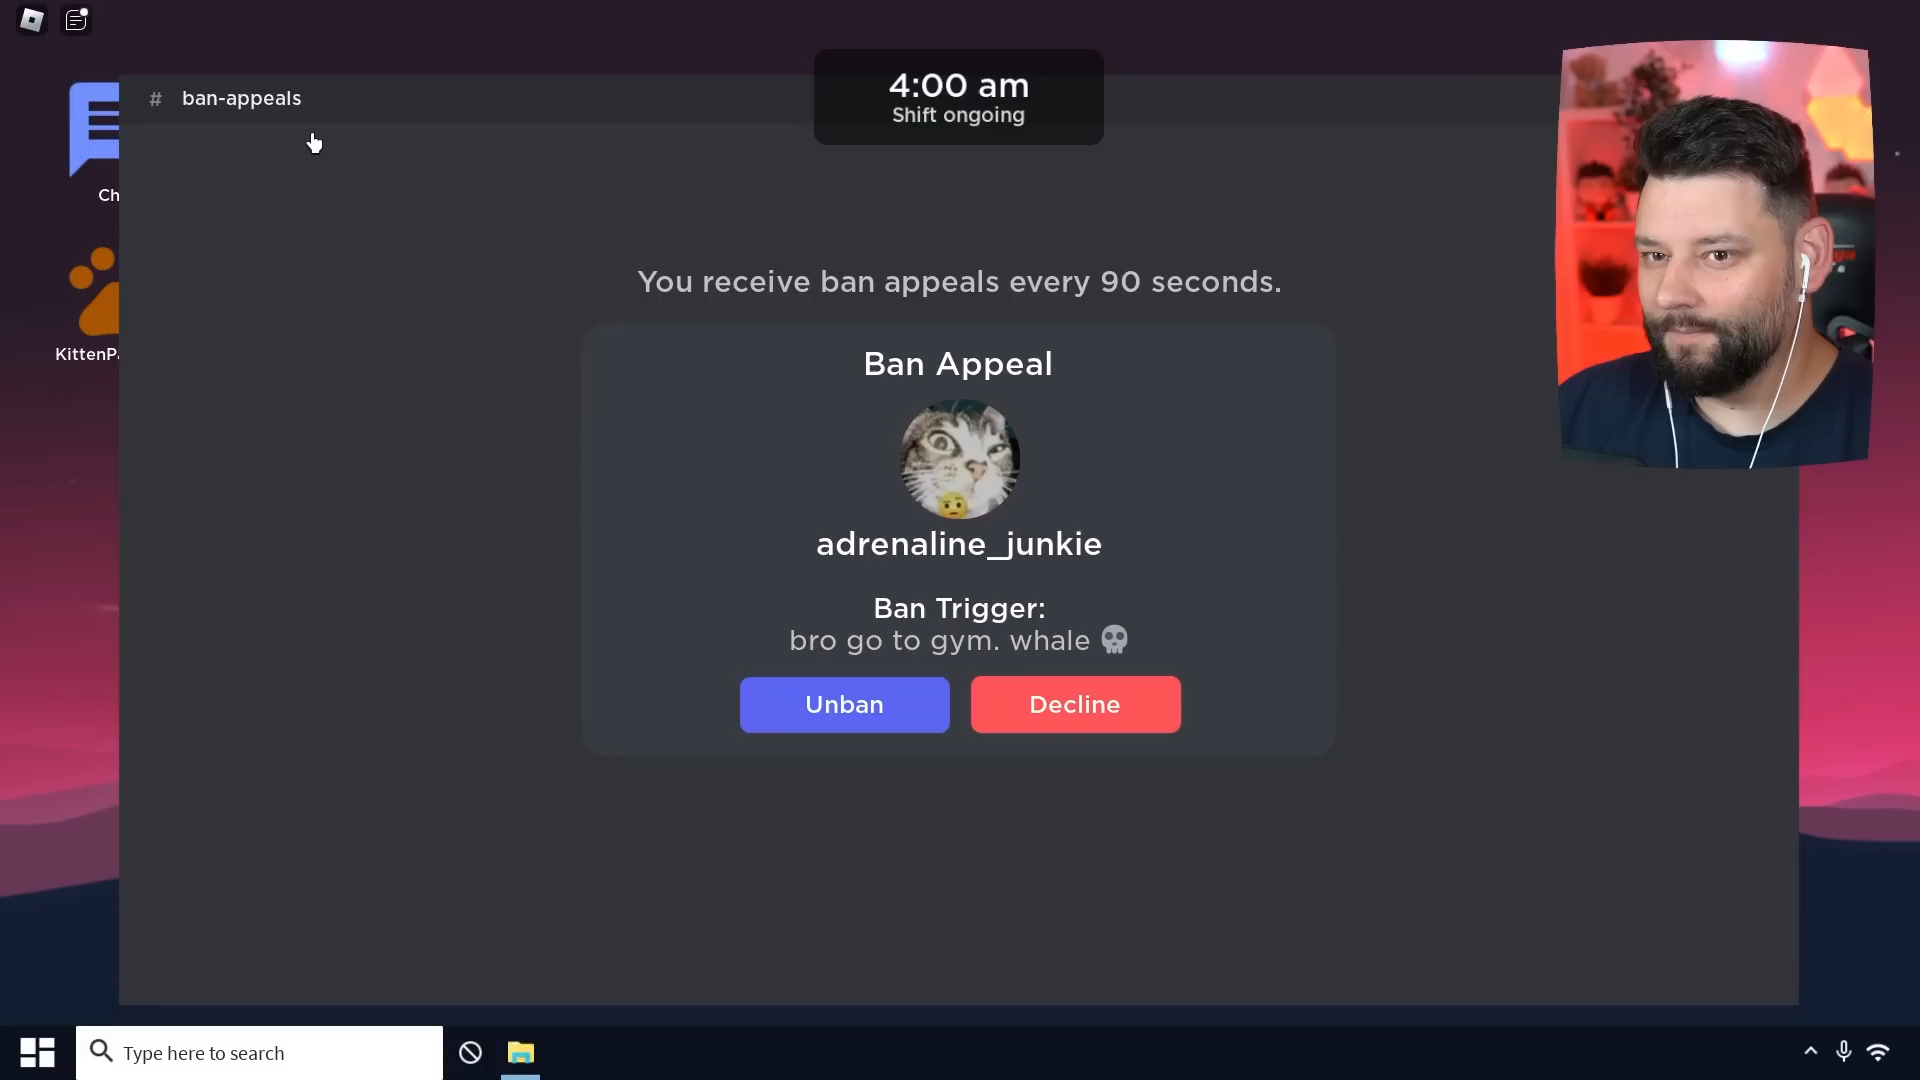 4:00 am
Shift ongoing
# ban-appeals
Ch
KittenPa
You receive ban appeals every 90 seconds.
Ban Appeal
adrenaline_junkie
Ban Trigger:
bro go to gym. whale 💀
Unban
Decline
Type here to search